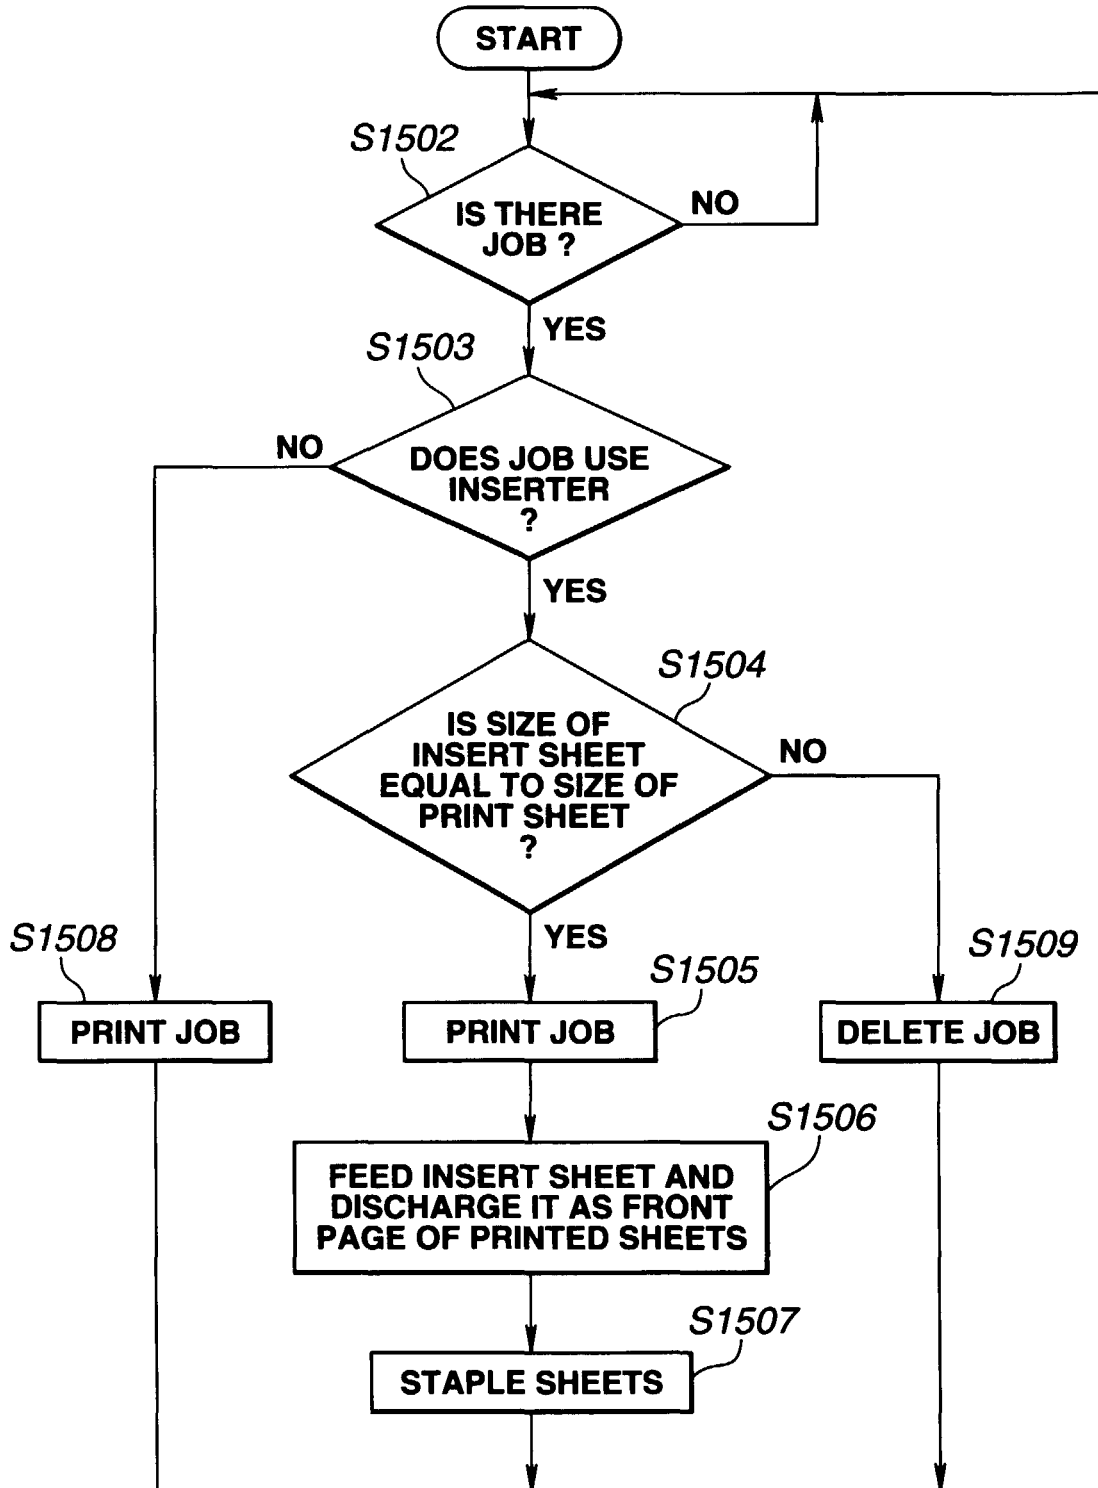 START
S1502
IS THERE
JOB ?
NO
YES
S1503
NO
DOES JOB USE
INSERTER
?
YES
S1504
IS SIZE OF
INSERT SHEET
EQUAL TO SIZE OF
PRINT SHEET
?
NO
YES
S1508
PRINT JOB
S1505
PRINT JOB
S1509
DELETE JOB
S1506
FEED INSERT SHEET AND
DISCHARGE IT AS FRONT
PAGE OF PRINTED SHEETS
S1507
STAPLE SHEETS